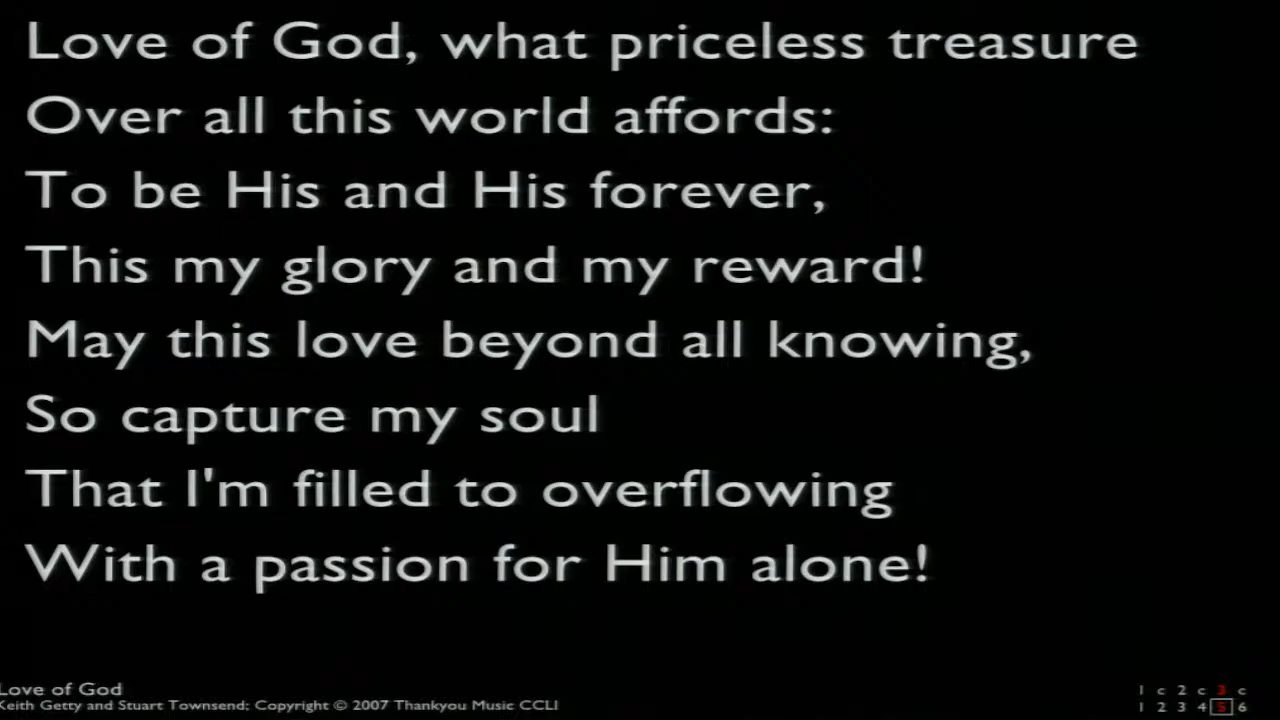 Love of God, what priceless treasure
Over all this world affords:
To be His and His forever,
This my glory and my reward!
May this love beyond all knowing,
So capture my soul
That I'm filled to overflowing
With a passion for Him alone!
Love of God
Keith Getty and Stuart Townsend; Copyright © 2007 Thankyou Music CCLI
1 c 2 c 3 c
1 2 3 4 5 6